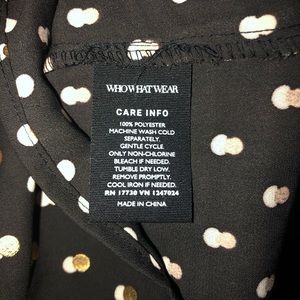 WHO WHAT WEAR
CARE INFO
100% POLYESTER
MACHINE WASH COLD
SEPARATELY.
GENTLE CYCLE.
ONLY NON-CHLORINE
BLEACH IF NEEDED.
TUMBLE DRY LOW.
REMOVE PROMPTLY.
COOL IRON IF NEEDED.
RN 17730 VN 1247024
MADE IN CHINA